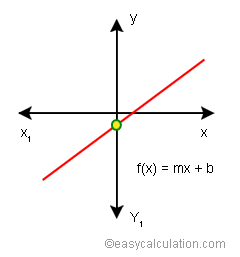 y
x₁ x
f(x) = mx + b
Y₁
©easycalculation.com